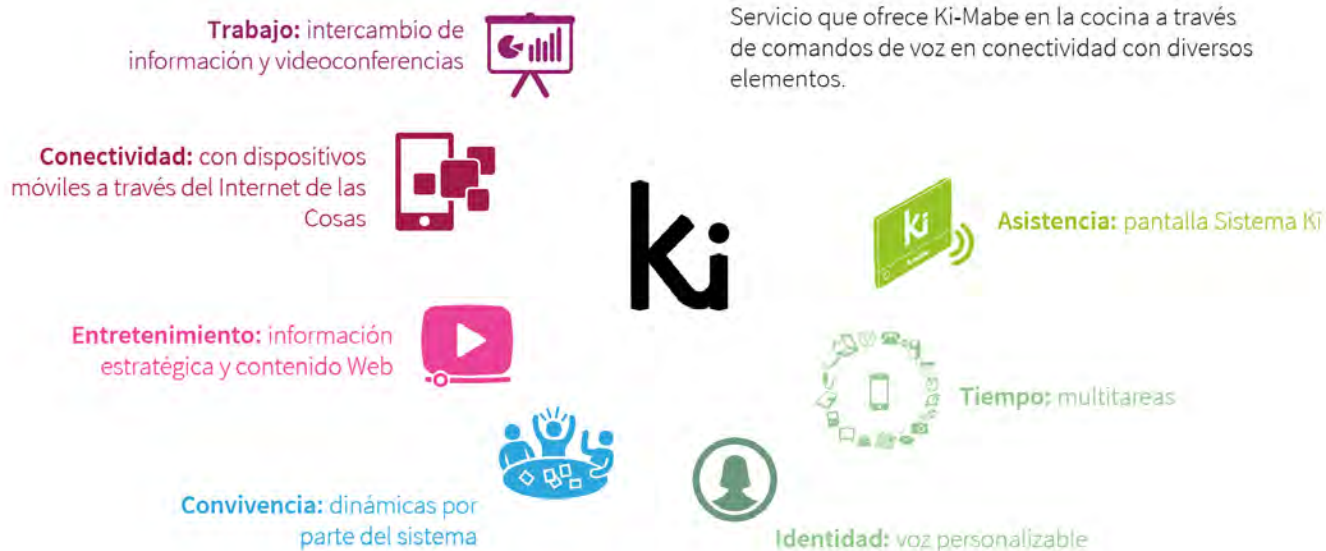 Servicio que ofrece Ki-Mabe en la cocina a través
de comandos de voz en conectividad con diversos
elementos.
Trabajo: intercambio de
información y videoconferencias
Conectividad: con dispositivos
móviles a través del Internet de las
Cosas
Entretenimiento: información
estratégica y contenido Web
Convivencia: dinámicas por
parte del sistema
ki
ki
Asistencia: pantalla Sistema Ki
Tiempo: multitareas
Identidad: voz personalizable